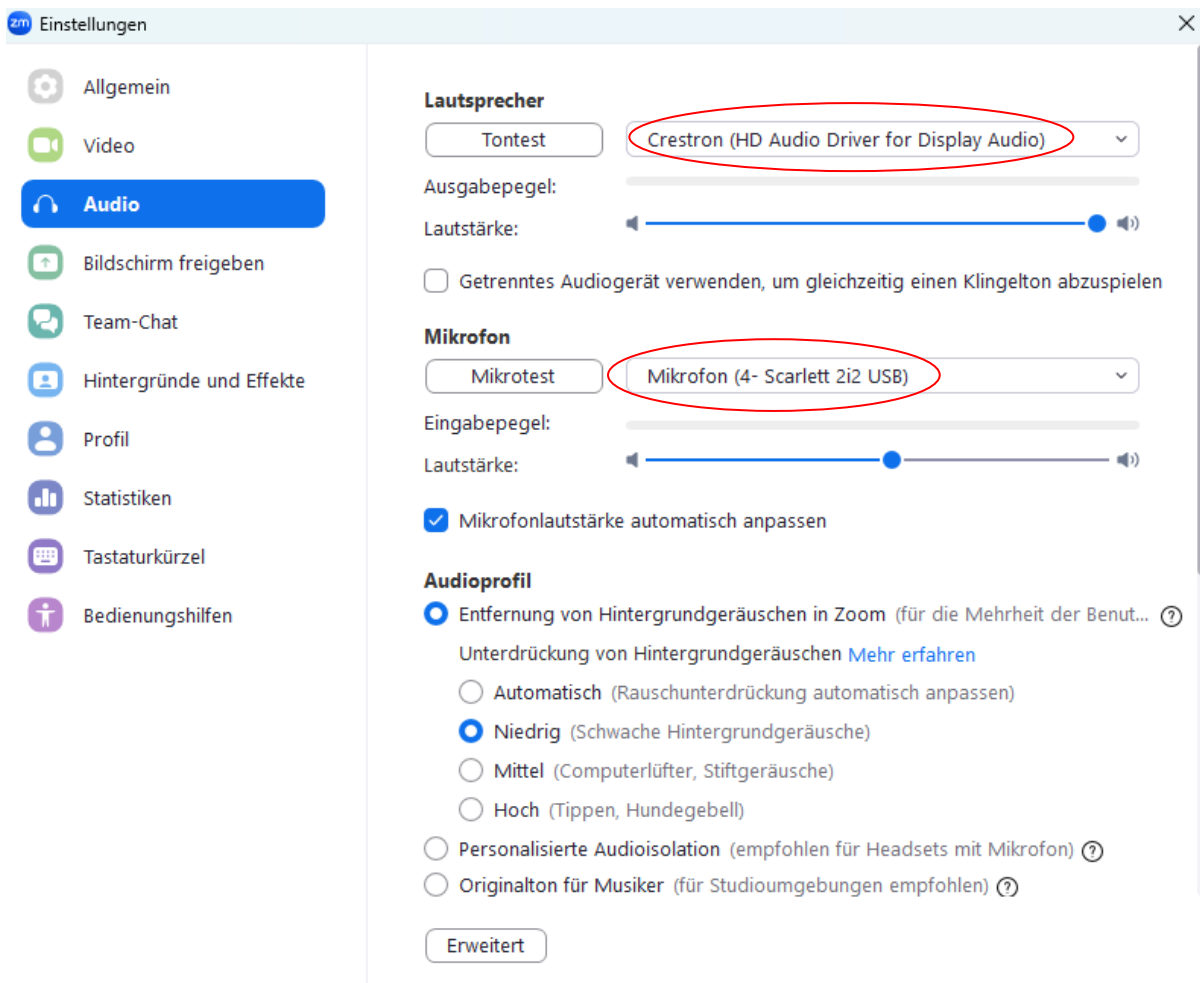 zm Einstellungen
Allgemein
Video
Audio
Bildschirm freigeben
Team-Chat
Hintergründe und Effekte
Profil
Statistiken
Tastaturkürzel
Bedienungshilfen
Lautsprecher
Tontest Crestron (HD Audio Driver for Display Audio)
Ausgabepegel:
Lautstärke:
Getrenntes Audiogerät verwenden, um gleichzeitig einen Klingelton abzuspielen
Mikrofon
Mikrotest Mikrofon (4- Scarlett 2i2 USB)
Eingabepegel:
Lautstärke:
Mikrofonlautstärke automatisch anpassen
Audioprofil
Entfernung von Hintergrundgeräuschen in Zoom (für die Mehrheit der Benut... ?
Unterdrückung von Hintergrundgeräuschen Mehr erfahren
Automatisch (Rauschunterdrückung automatisch anpassen)
Niedrig (Schwache Hintergrundgeräusche)
Mittel (Computerlüfter, Stiftgeräusche)
Hoch (Tippen, Hundegebell)
Personalisierte Audioisolation (empfohlen für Headsets mit Mikrofon) ?
Originalton für Musiker (für Studioumgebungen empfohlen) ?
Erweitert